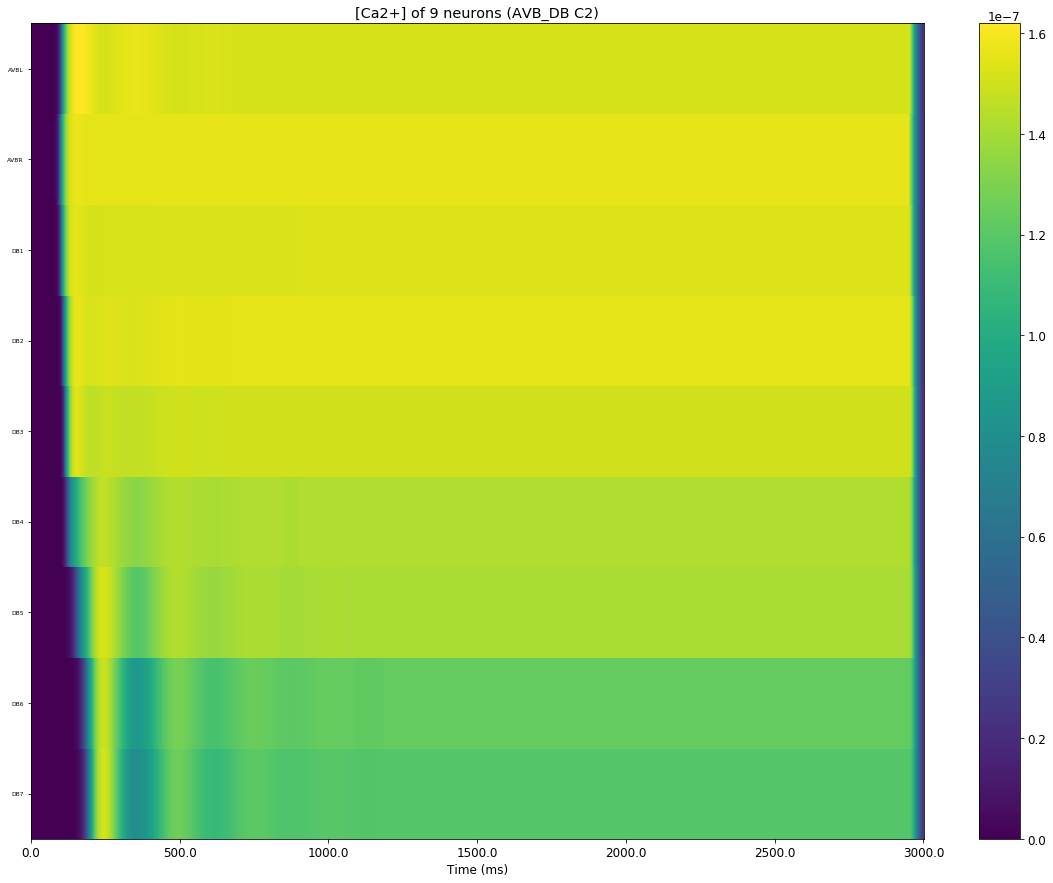 [Ca2+] of 9 neurons (AVB_DB C2)
1e−7
AVBL
AVBR
DB1
DB2
DB3
DB4
DB5
DB6
DB7
0.0 500.0 1000.0 1500.0 2000.0 2500.0 3000.0
Time (ms)
1.6
1.4
1.2
1.0
0.8
0.6
0.4
0.2
0.0